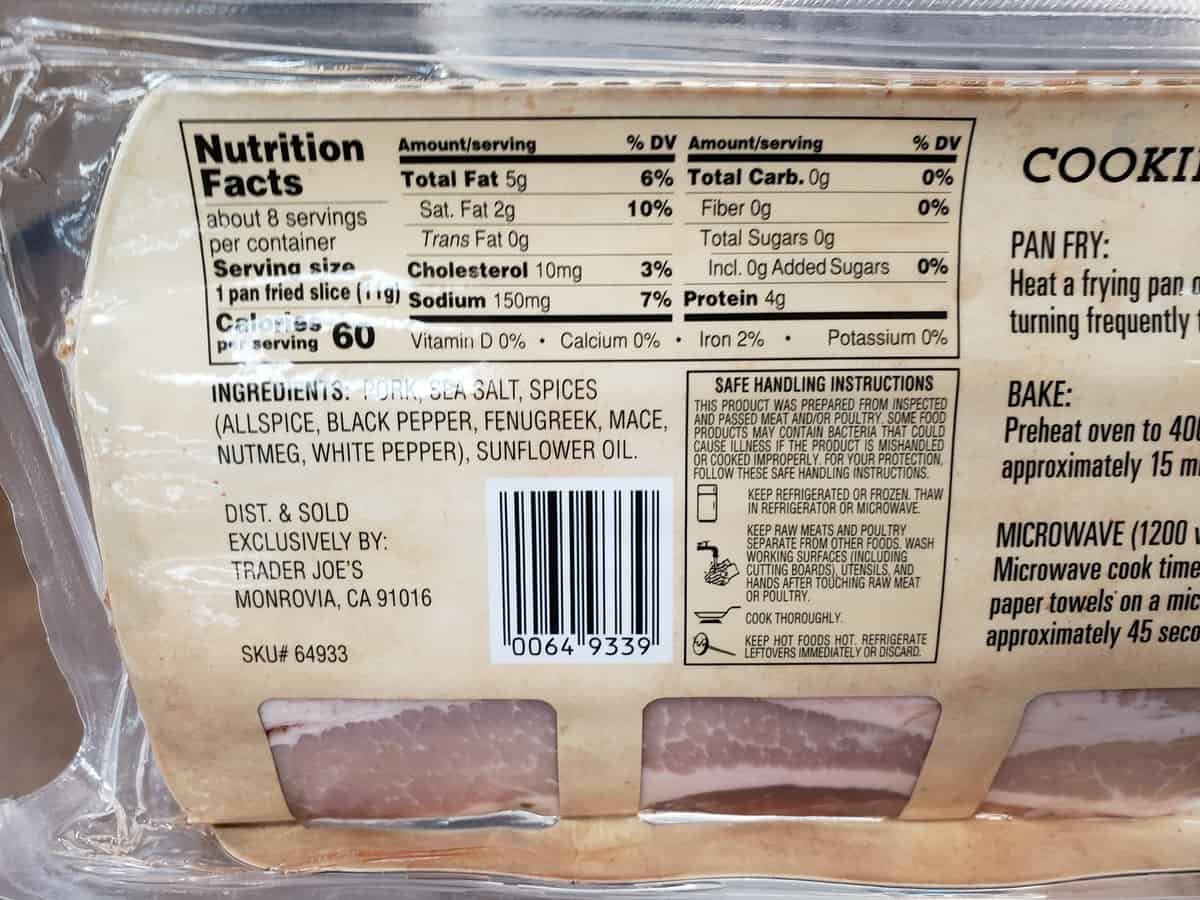 Nutrition
Facts
about 8 servings
per container
Serving size
1 pan fried slice (11g)
Calories
per serving 60
Amount/serving % DV
Total Fat 5g 6%
Sat. Fat 2g 10%
Trans Fat 0g
Cholesterol 10mg 3%
Sodium 150mg 7%
Amount/serving % DV
Total Carb. 0g 0%
Fiber 0g 0%
Total Sugars 0g
Incl. 0g Added Sugars 0%
Protein 4g
Vitamin D 0% • Calcium 0% • Iron 2% • Potassium 0%
INGREDIENTS: PORK, SEA SALT, SPICES
(ALLSPICE, BLACK PEPPER, FENUGREEK, MACE,
NUTMEG, WHITE PEPPER), SUNFLOWER OIL.
DIST. & SOLD
EXCLUSIVELY BY:
TRADER JOE'S
MONROVIA, CA 91016
SKU# 64933
0064 9339
SAFE HANDLING INSTRUCTIONS
THIS PRODUCT WAS PREPARED FROM INSPECTED
AND PASSED MEAT AND/OR POULTRY. SOME FOOD
PRODUCTS MAY CONTAIN BACTERIA THAT COULD
CAUSE ILLNESS IF THE PRODUCT IS MISHANDLED
OR COOKED IMPROPERLY. FOR YOUR PROTECTION,
FOLLOW THESE SAFE HANDLING INSTRUCTIONS.
KEEP REFRIGERATED OR FROZEN. THAW
IN REFRIGERATOR OR MICROWAVE.
KEEP RAW MEATS AND POULTRY
SEPARATE FROM OTHER FOODS. WASH
WORKING SURFACES (INCLUDING
CUTTING BOARDS), UTENSILS, AND
HANDS AFTER TOUCHING RAW MEAT
OR POULTRY.
COOK THOROUGHLY.
KEEP HOT FOODS HOT. REFRIGERATE
LEFTOVERS IMMEDIATELY OR DISCARD.
COOKI
PAN FRY:
Heat a frying pan
turning frequently
BAKE:
Preheat oven to 400
approximately 15
MICROWAVE (1200
Microwave cook time
paper towels on a mic
approximately 45 seco